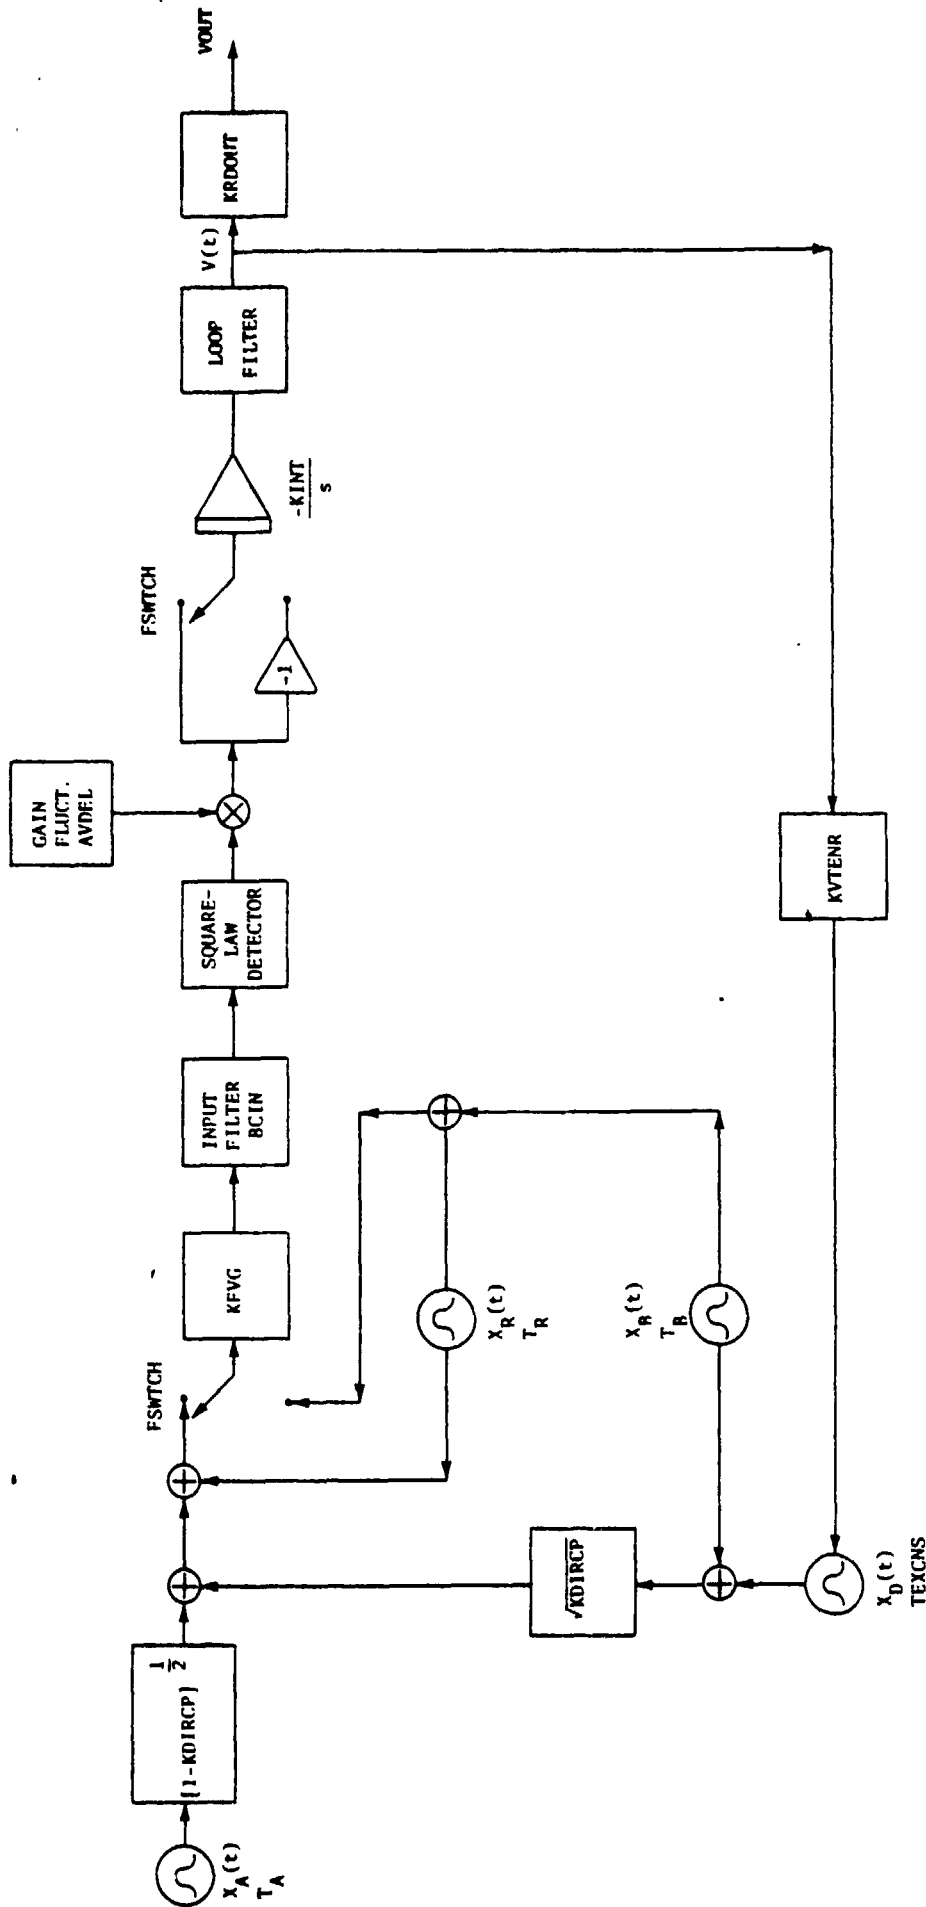 X_A(t)
T_A
[1-KDIRCP] 1/2
FSWTCH
KFVG
INPUT
FILTER
BCIN
SQUARE-
LAW
DETECTOR
GAIN
FLUCT.
AVDEL
FSWTCH
-1
-KINT
s
LOOP
FILTER
V(t)
KRDOUT
VOUT
X_R(t)
T_R
X_B(t)
T_B
√KDIRCP
X_D(t)
TEXCNS
KVTENR